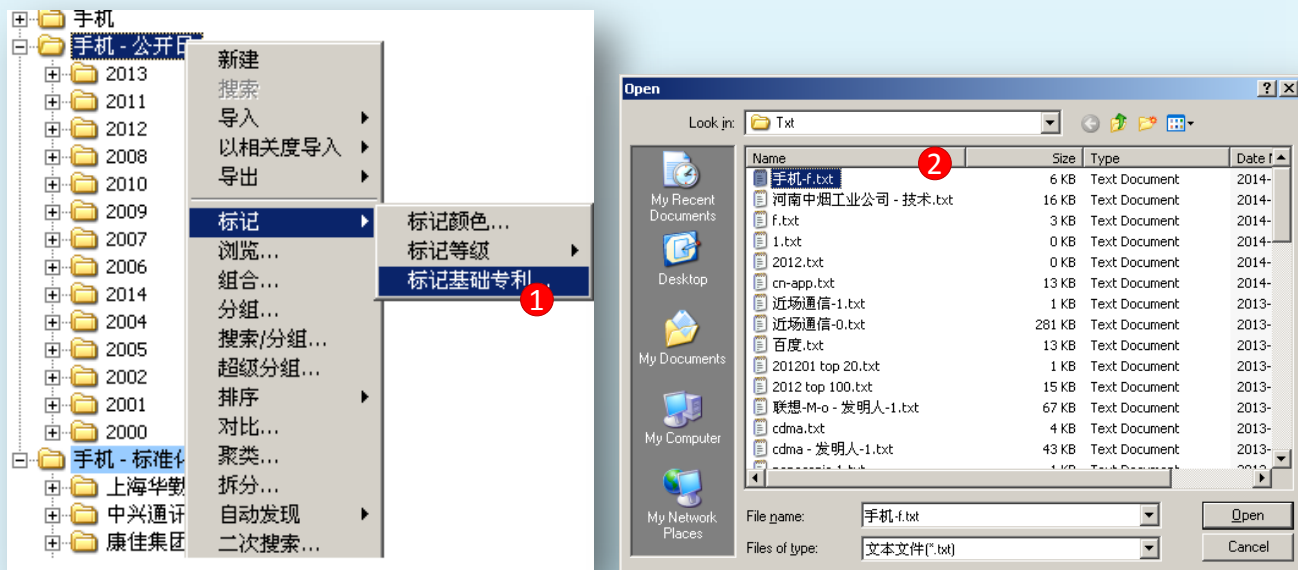 手机
手机 - 公开日
2013
2011
2012
2008
2010
2009
2007
2006
2014
2004
2005
2002
2001
2000
手机 - 标准化
上海华勤
中兴通讯
康佳集团
新建
搜索
导入
以相关度导入
导出
标记
浏览...
组合...
分组...
搜索/分组...
超级分组...
排序
对比...
聚类...
拆分...
自动发现
二次搜索...
标记颜色...
标记等级
标记基础专利...
1
Open
Look in: Txt
My Recent Documents
Desktop
My Documents
My Computer
My Network Places
2
Name Size Type Date
手机-f.txt 6 KB Text Document 2014-
河南中烟工业公司 - 技术.txt 16 KB Text Document 2014-
f.txt 3 KB Text Document 2014-
1.txt 0 KB Text Document 2014-
2012.txt 0 KB Text Document 2014-
cn-app.txt 13 KB Text Document 2014-
近场通信-1.txt 1 KB Text Document 2013-
近场通信-0.txt 281 KB Text Document 2013-
百度.txt 13 KB Text Document 2013-
201201 top 20.txt 1 KB Text Document 2013-
2012 top 100.txt 15 KB Text Document 2013-
联想-M-o - 发明人-1.txt 67 KB Text Document 2013-
cdma.txt 4 KB Text Document 2013-
cdma - 发明人-1.txt 43 KB Text Document 2013-
File name: 手机-f.txt Open
Files of type: 文本文件(*.txt) Cancel